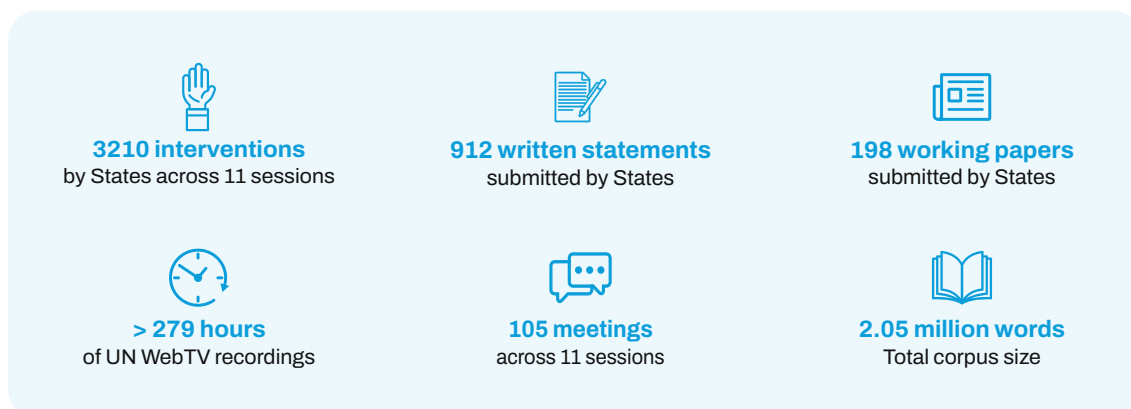 3210 interventions
by States across 11 sessions
912 written statements
submitted by States
198 working papers
submitted by States
> 279 hours
of UN WebTV recordings
105 meetings
across 11 sessions
2.05 million words
Total corpus size